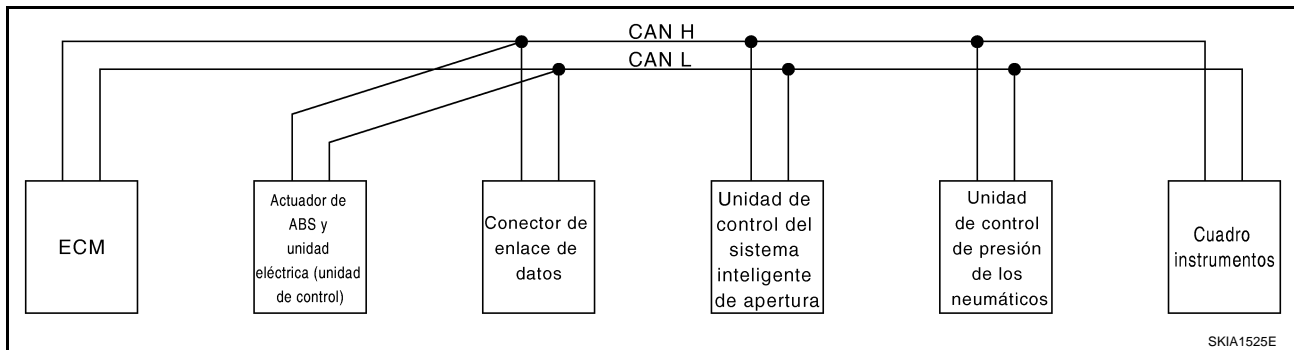 CAN H
CAN L
ECM
Actuador de
ABS y
unidad
eléctrica (unidad
de control)
Conector de
enlace de
datos
Unidad de
control del
sistema
inteligente
de apertura
Unidad
de control
de presión
de los
neumáticos
Cuadro
instrumentos
SKIA1525E